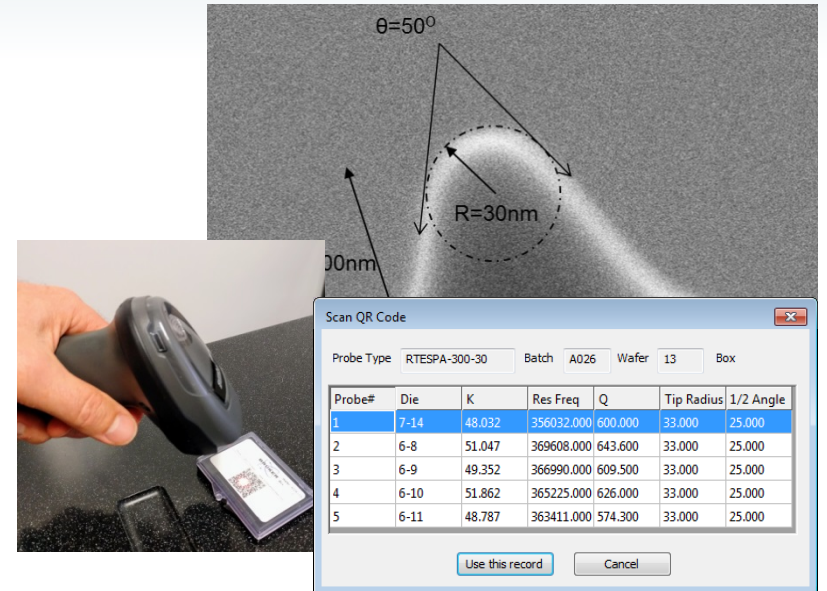 θ=50⁰
R=30nm
00nm
Scan QR Code
Probe Type RTESPA-300-30 Batch A026 Wafer 13 Box
Probe# Die K Res Freq Q Tip Radius 1/2 Angle
1 7-14 48.032 356032.000 600.000 33.000 25.000
2 6-8 51.047 369608.000 643.600 33.000 25.000
3 6-9 49.352 366990.000 609.500 33.000 25.000
4 6-10 51.862 365225.000 626.000 33.000 25.000
5 6-11 48.787 363411.000 574.300 33.000 25.000
Use this record Cancel